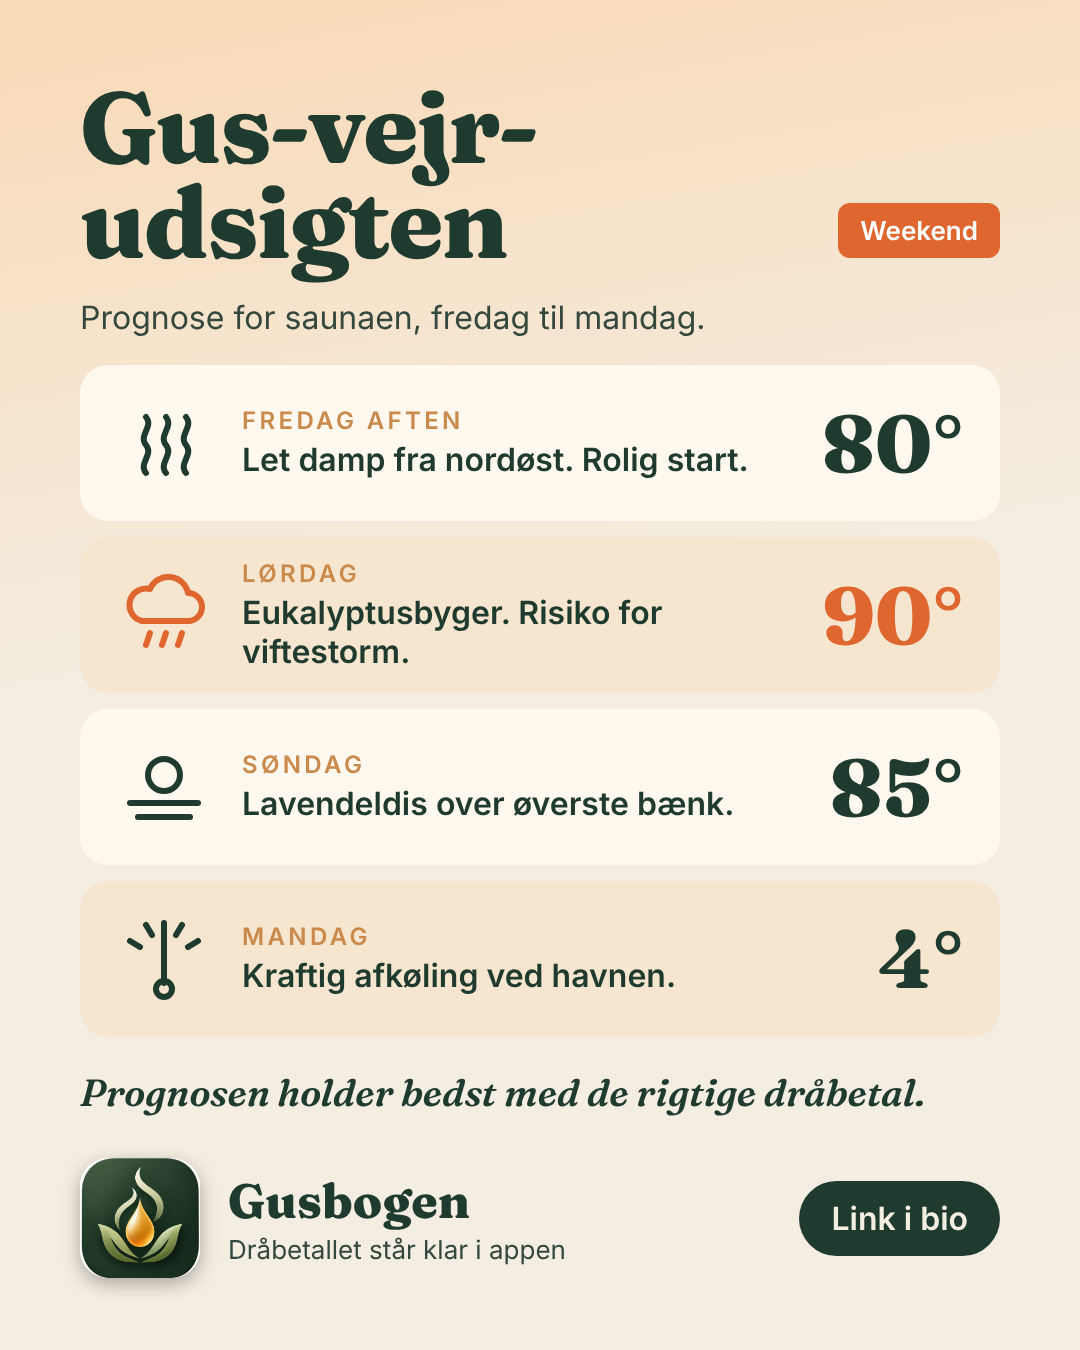 Gus-vejr-
udsigten
Weekend
Prognose for saunaen, fredag til mandag.
FREDAG AFTEN
Let damp fra nordøst. Rolig start.
80°
LØRDAG
Eukalyptusbyger. Risiko for
viftestorm.
90°
SØNDAG
Lavendeldis over øverste bænk.
85°
MANDAG
Kraftig afkøling ved havnen.
4°
Prognosen holder bedst med de rigtige dråbetal.
Gusbogen
Dråbetallet står klar i appen
Link i bio